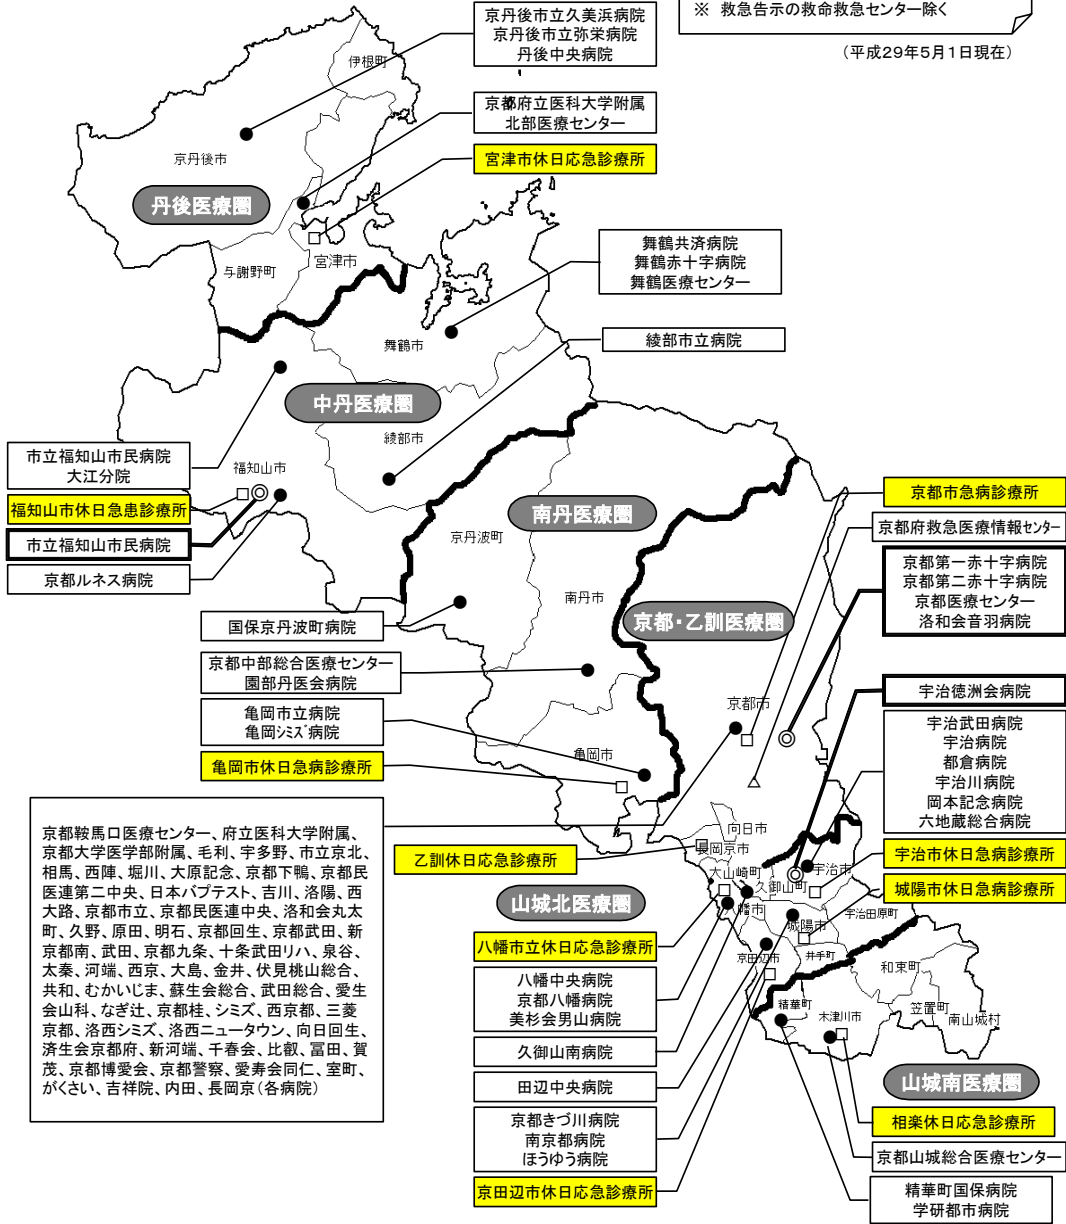 ※ 救急告示の救命救急センター除く
(平成29年5月1日現在)
京丹後市立久美浜病院
京丹後市立弥栄病院
丹後中央病院
伊根町
京都府立医科大学附属
北部医療センター
京丹後市
宮津市休日応急診療所
丹後医療圏
舞鶴共済病院
舞鶴赤十字病院
舞鶴医療センター
宮津市
与謝野町
舞鶴市
綾部市立病院
中丹医療圏
綾部市
市立福知山市民病院
大江分院
福知山市
福知山市休日急患診療所
市立福知山市民病院
京都ルネス病院
京都市急病診療所
南丹医療圏
京都府救急医療情報センター
京丹波町
京都第一赤十字病院
京都第二赤十字病院
京都医療センター
洛和会音羽病院
南丹市
京都・乙訓医療圏
国保京丹波町病院
京都中部総合医療センター
園部丹医会病院
宇治徳洲会病院
京都市
亀岡市立病院
亀岡シミズ病院
宇治武田病院
宇治病院
都倉病院
宇治川病院
岡本記念病院
六地蔵総合病院
亀岡市
亀岡市休日急病診療所
京都鞍馬口医療センター、府立医科大学附属、
京都大学医学部附属、毛利、宇多野、市立京北、
相馬、西陣、堀川、大原記念、京都下鴨、京都民
医連第二中央、日本バプテスト、吉川、洛陽、西
大路、京都市立、京都民医連中央、洛和会丸太
町、久野、原田、明石、京都回生、京都武田、新
京都南、武田、京都九条、十条武田リハ、泉谷、
太秦、河端、西京、大島、金井、伏見桃山総合、
共和、むかいじま、蘇生会総合、武田総合、愛生
会山科、なぎ辻、京都桂、シミズ、西京都、三菱
京都、洛西シミズ、洛西ニュータウン、向日回生、
済生会京都府、新河端、千春会、比叡、冨田、賀
茂、京都博愛会、京都警察、愛寿会同仁、室町、
がくさい、吉祥院、内田、長岡京(各病院)
向日市
長岡京市
乙訓休日応急診療所
宇治市休日急病診療所
大山崎町
宇治市
久御山町
城陽市休日急病診療所
山城北医療圏
八幡市
城陽市
宇治田原町
八幡市立休日応急診療所
京田辺市
井手町
和束町
八幡中央病院
京都八幡病院
美杉会男山病院
精華町
木津川市
笠置町
南山城村
久御山南病院
田辺中央病院
山城南医療圏
京都きづ川病院
南京都病院
ほうゆう病院
相楽休日応急診療所
京都山城総合医療センター
京田辺市休日応急診療所
精華町国保病院
学研都市病院